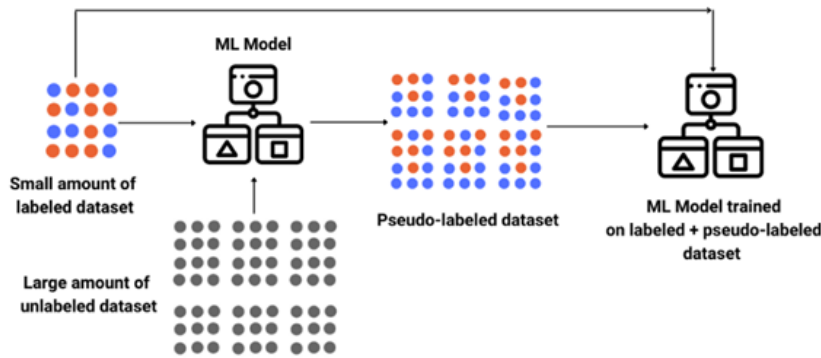 ML Model
Small amount of
labeled dataset
Large amount of
unlabeled dataset
Pseudo-labeled dataset
ML Model trained
on labeled + pseudo-labeled
dataset